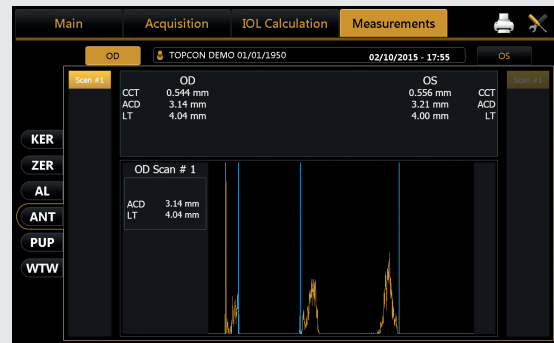 Main Acquisition IOL Calculation Measurements
OD TOPCON DEMO 01/01/1950 02/10/2015 - 17:55 OS
Scan #1 Scan #1
OD OS
CCT 0.544 mm 0.556 mm CCT
ACD 3.14 mm 3.21 mm ACD
LT 4.04 mm 4.00 mm LT
KER
ZER
AL
ANT
PUP
WTW
OD Scan # 1
ACD 3.14 mm
LT 4.04 mm